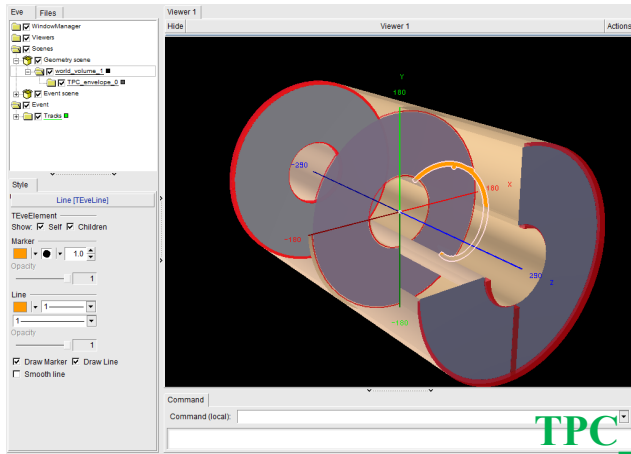 Eve Files
WindowManager
Viewers
Scenes
Geometry scene
world_volume_1
TPC_envelope_0
Event scene
Event
Tracks
Style
Line [TEveLine]
TEveElement
Show: Self Children
Marker
1.0
Opacity
1
Line
1
1
Opacity
1
Draw Marker Draw Line
Smooth line
Viewer 1
Hide Viewer 1 Actions
Y
180
-290
180 X
-180
290
Z
-180
Command
Command (local):
TPC